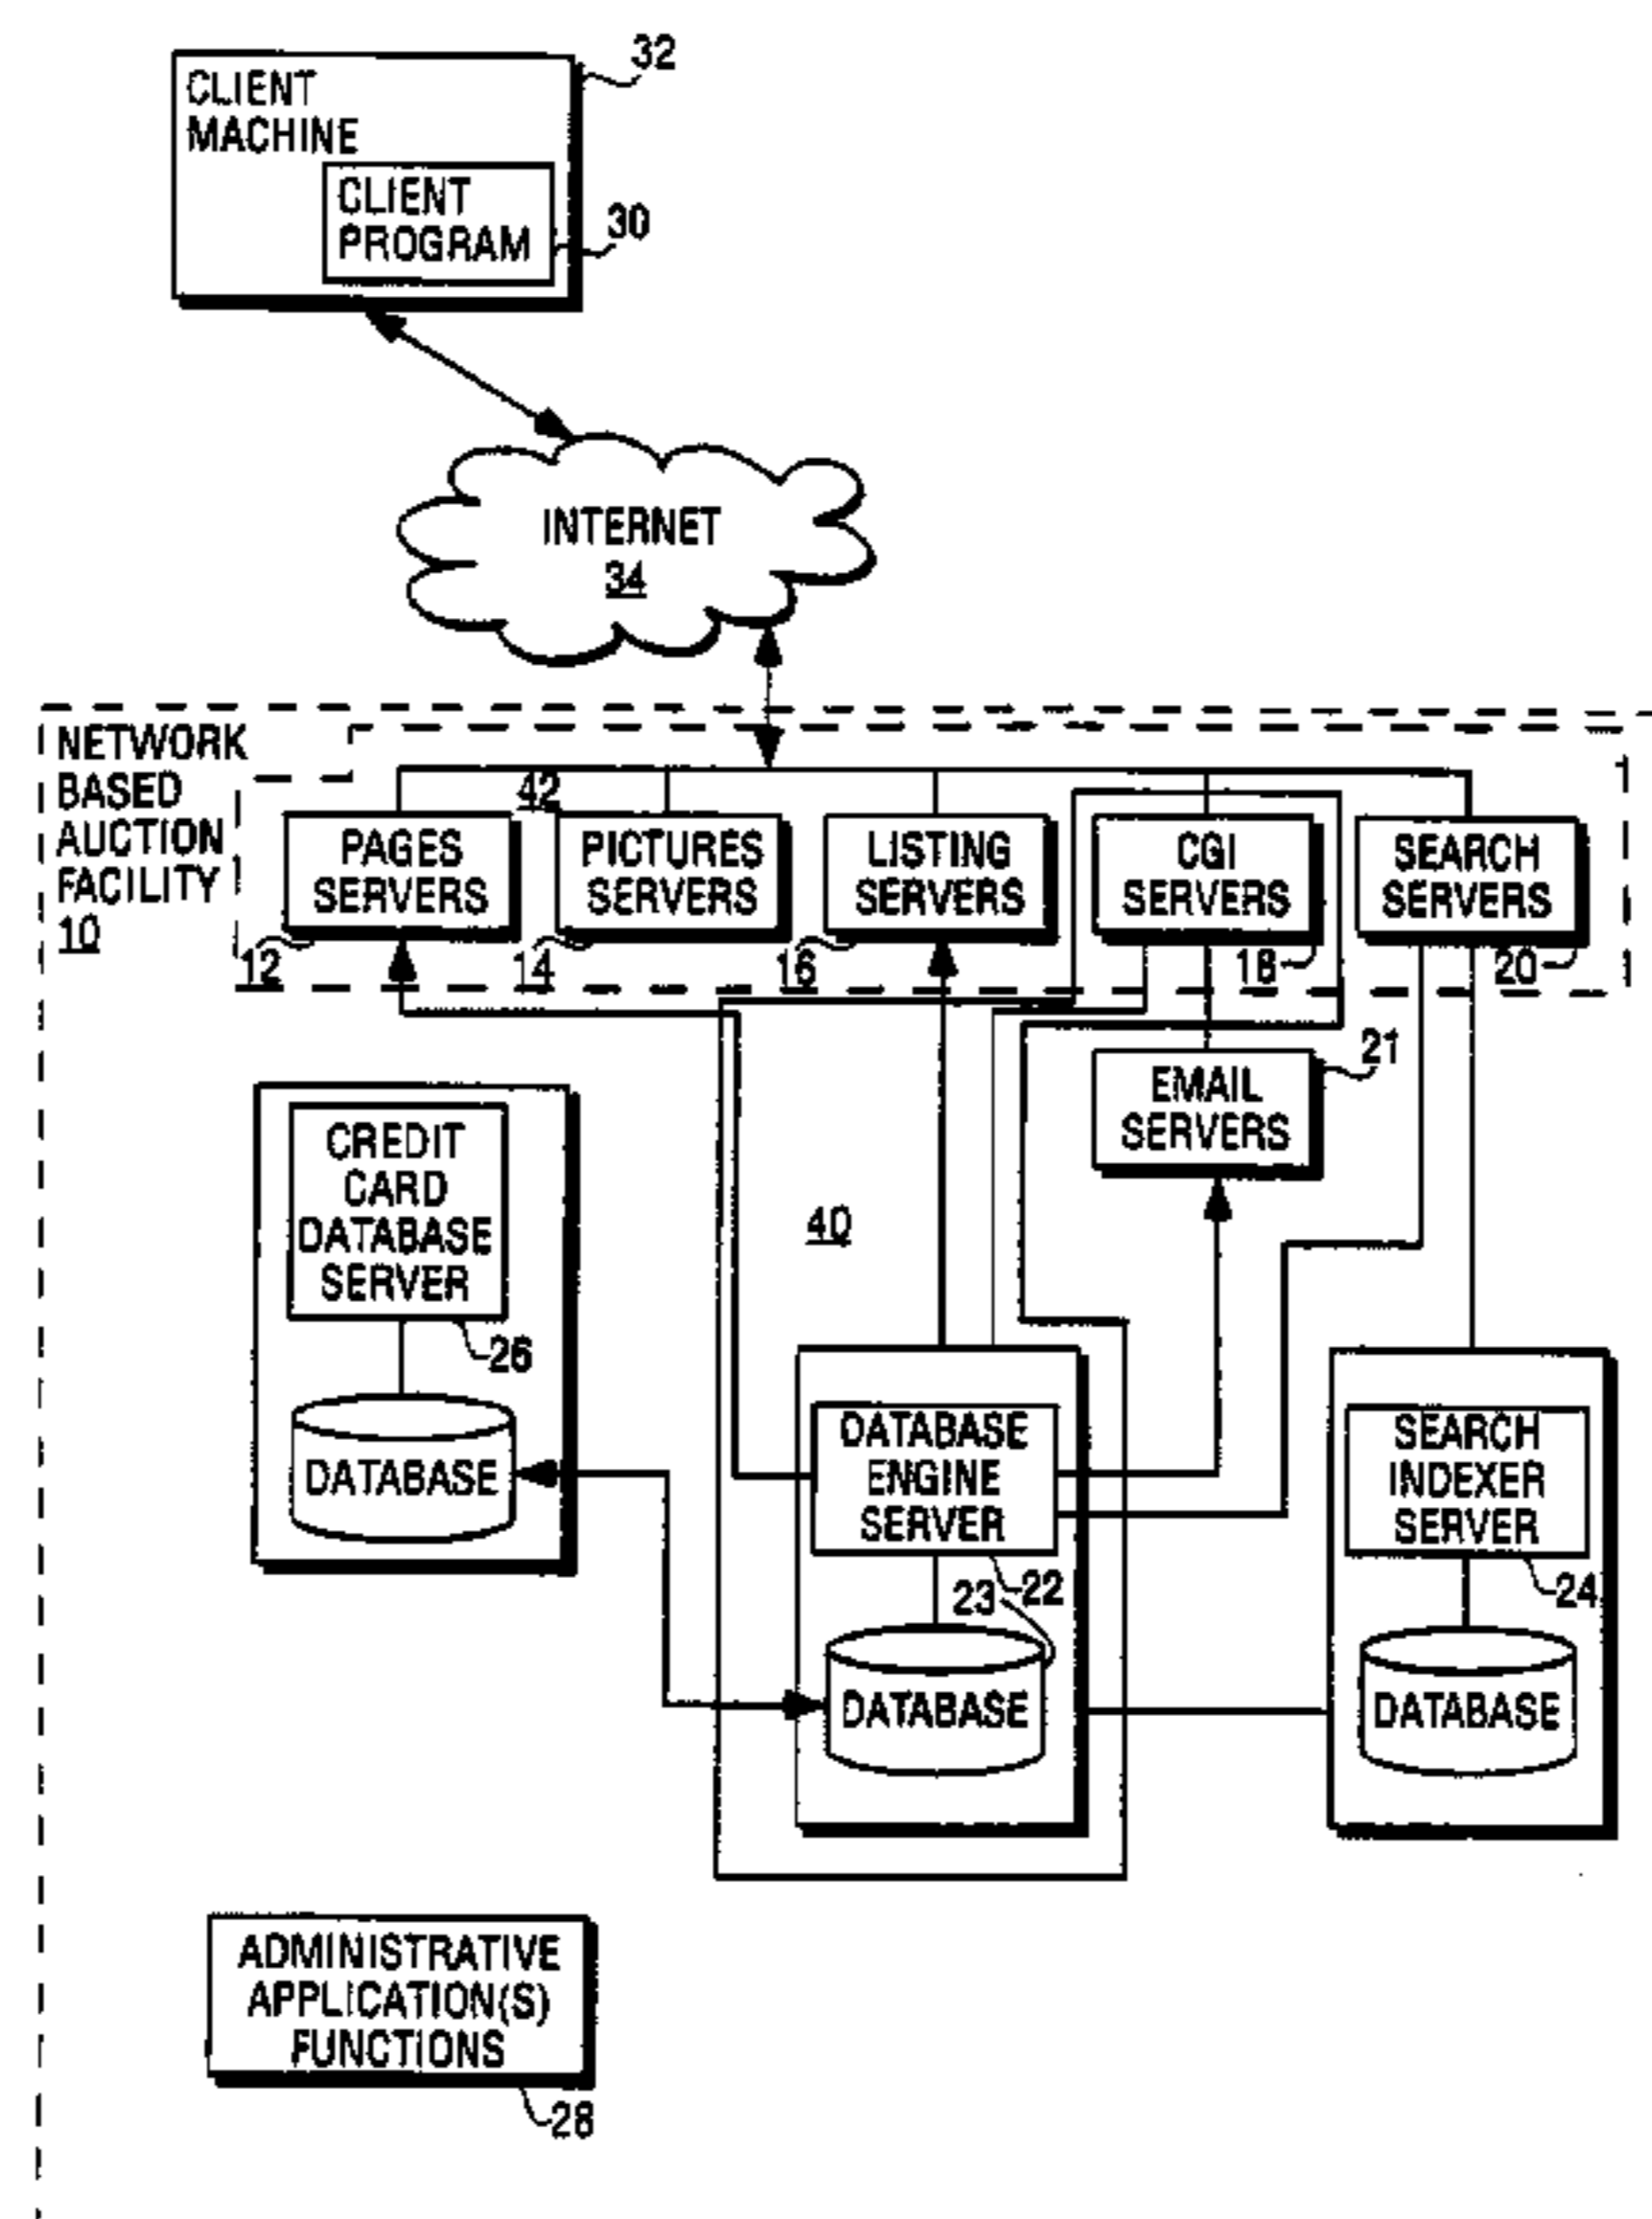 32
CLIENT
MACHINE
CLIENT
PROGRAM
30
INTERNET
34
NETWORK
BASED
AUCTION
FACILITY
10
42
PAGES
SERVERS
12
PICTURES
SERVERS
14
LISTING
SERVERS
16
CGI
SERVERS
18
SEARCH
SERVERS
20
EMAIL
SERVERS
21
CREDIT
CARD
DATABASE
SERVER
26
DATABASE
40
DATABASE
ENGINE
SERVER
22
23
DATABASE
SEARCH
INDEXER
SERVER
24
DATABASE
ADMINISTRATIVE
APPLICATION(S)
FUNCTIONS
28